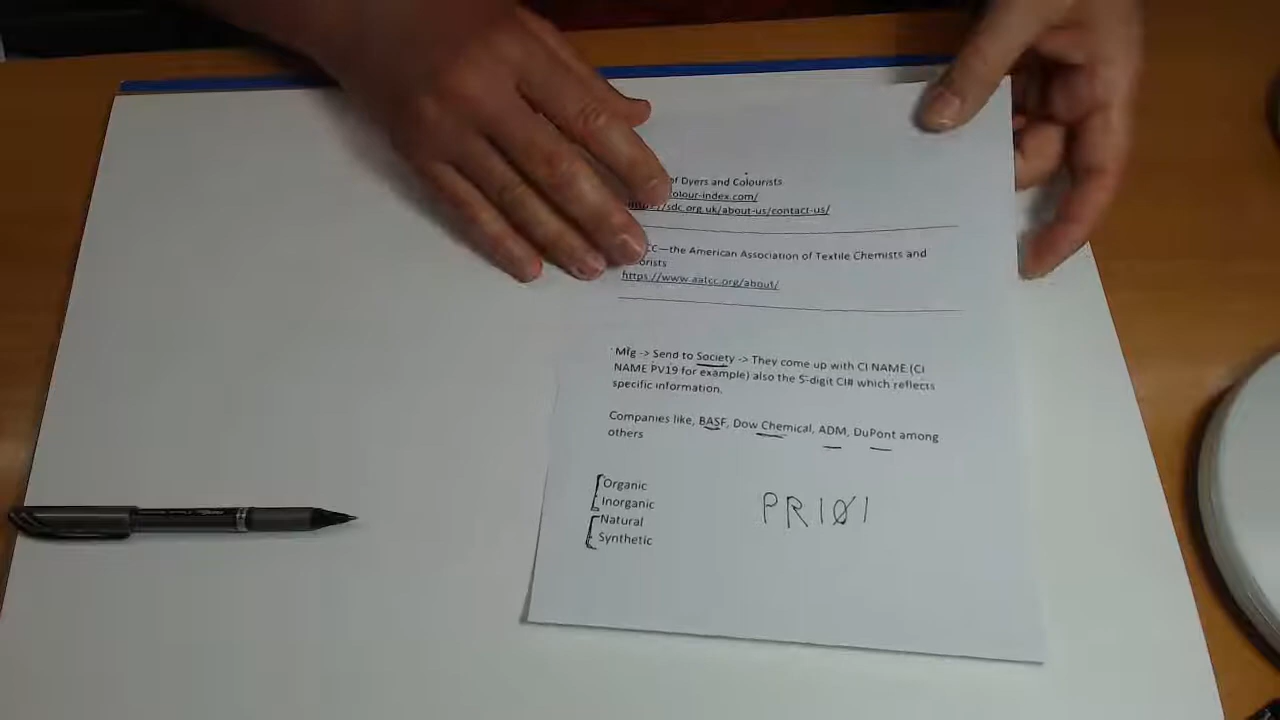 of Dyers and Colourists
olour-index.com/
https://sdc.org.uk/about-us/contact-us/
CC—the American Association of Textile Chemists and
orists
https://www.aatcc.org/about/
Mfg -> Send to Society -> They come up with CI NAME (CI
NAME PV19 for example) also the 5-digit CI# which reflects
specific information.
Companies like, BASF, Dow Chemical, ADM, DuPont among
others
Organic
Inorganic
PR101
Natural
Synthetic